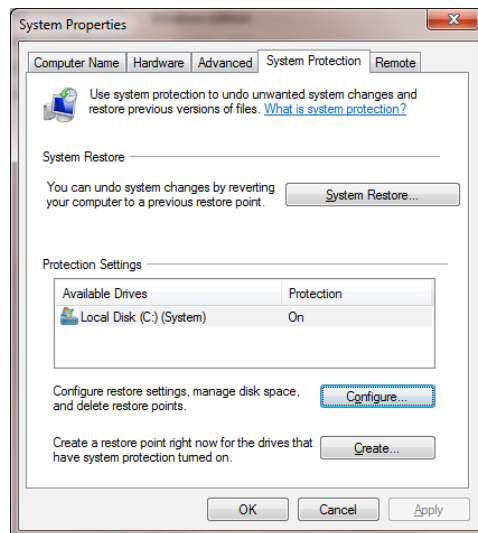 System Properties
Computer Name Hardware Advanced System Protection Remote
Use system protection to undo unwanted system changes and
restore previous versions of files. What is system protection?
System Restore
You can undo system changes by reverting
your computer to a previous restore point.
System Restore...
Protection Settings
Available Drives Protection
Local Disk (C:) (System) On
Configure restore settings, manage disk space,
and delete restore points.
Configure...
Create a restore point right now for the drives that
have system protection turned on.
Create...
OK Cancel Apply